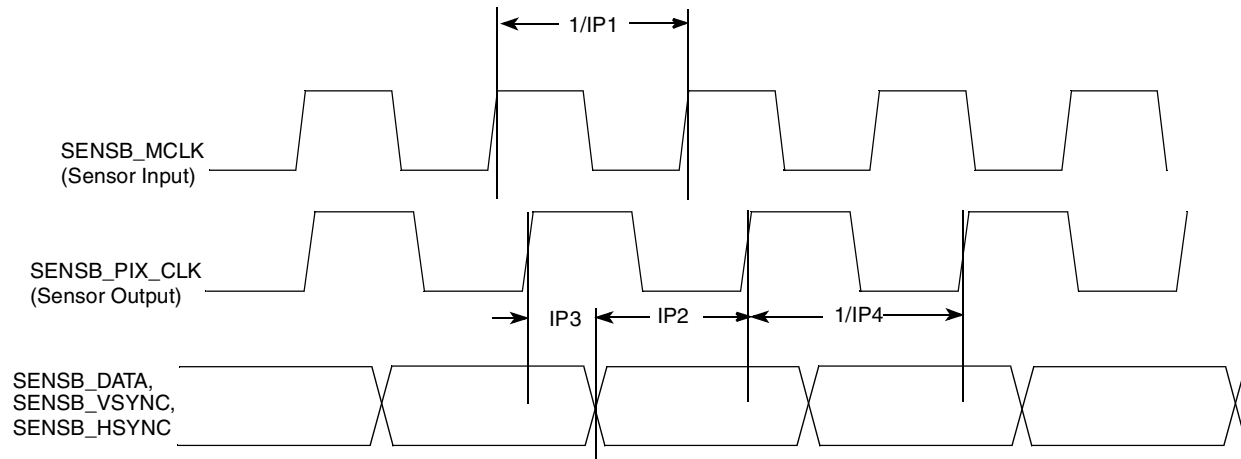 1/IP1
SENSB_MCLK
(Sensor Input)
SENSB_PIX_CLK
(Sensor Output)
IP3
IP2
1/IP4
SENSB_DATA,
SENSB_VSYNC,
SENSB_HSYNC